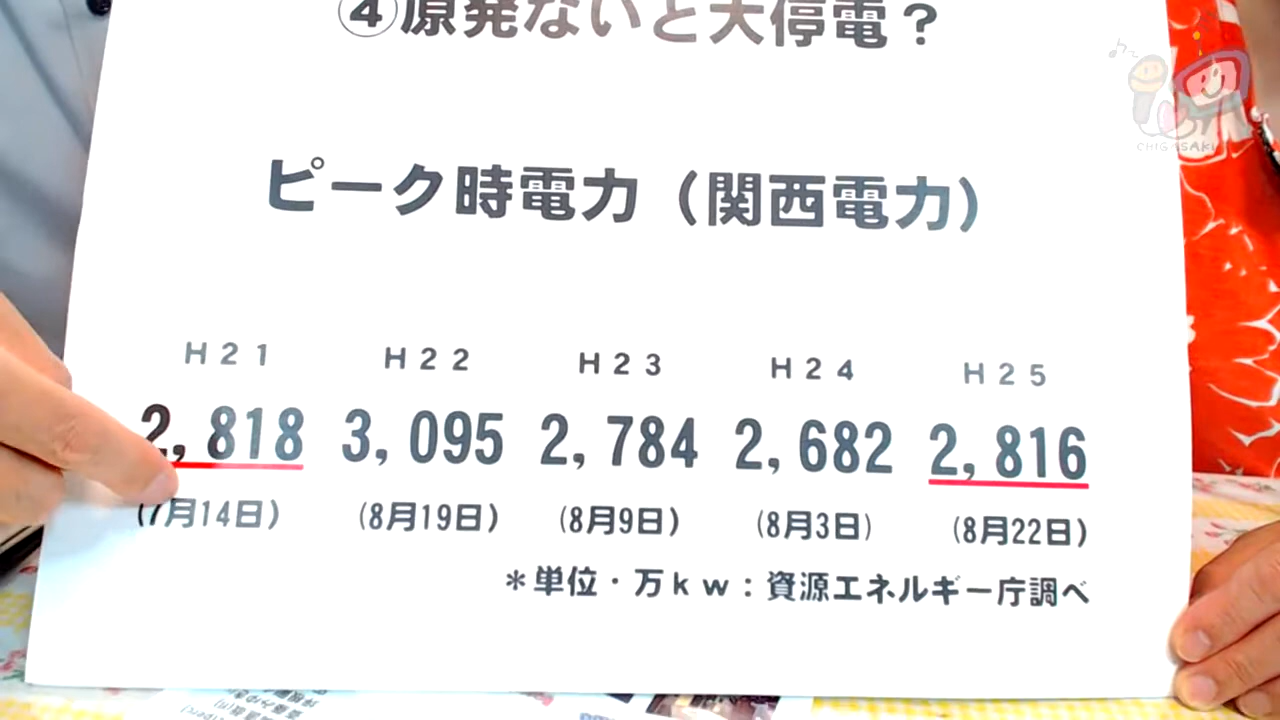 ④原発ないと大停電？
ピーク時電力（関西電力）
Ｈ２１ Ｈ２２ Ｈ２３ Ｈ２４ Ｈ２５
2,818 3,095 2,784 2,682 2,816
(7月14日) (8月19日) (8月9日) (8月3日) (8月22日)
＊単位・万ｋｗ：資源エネルギー庁調べ
CHIGASAKI